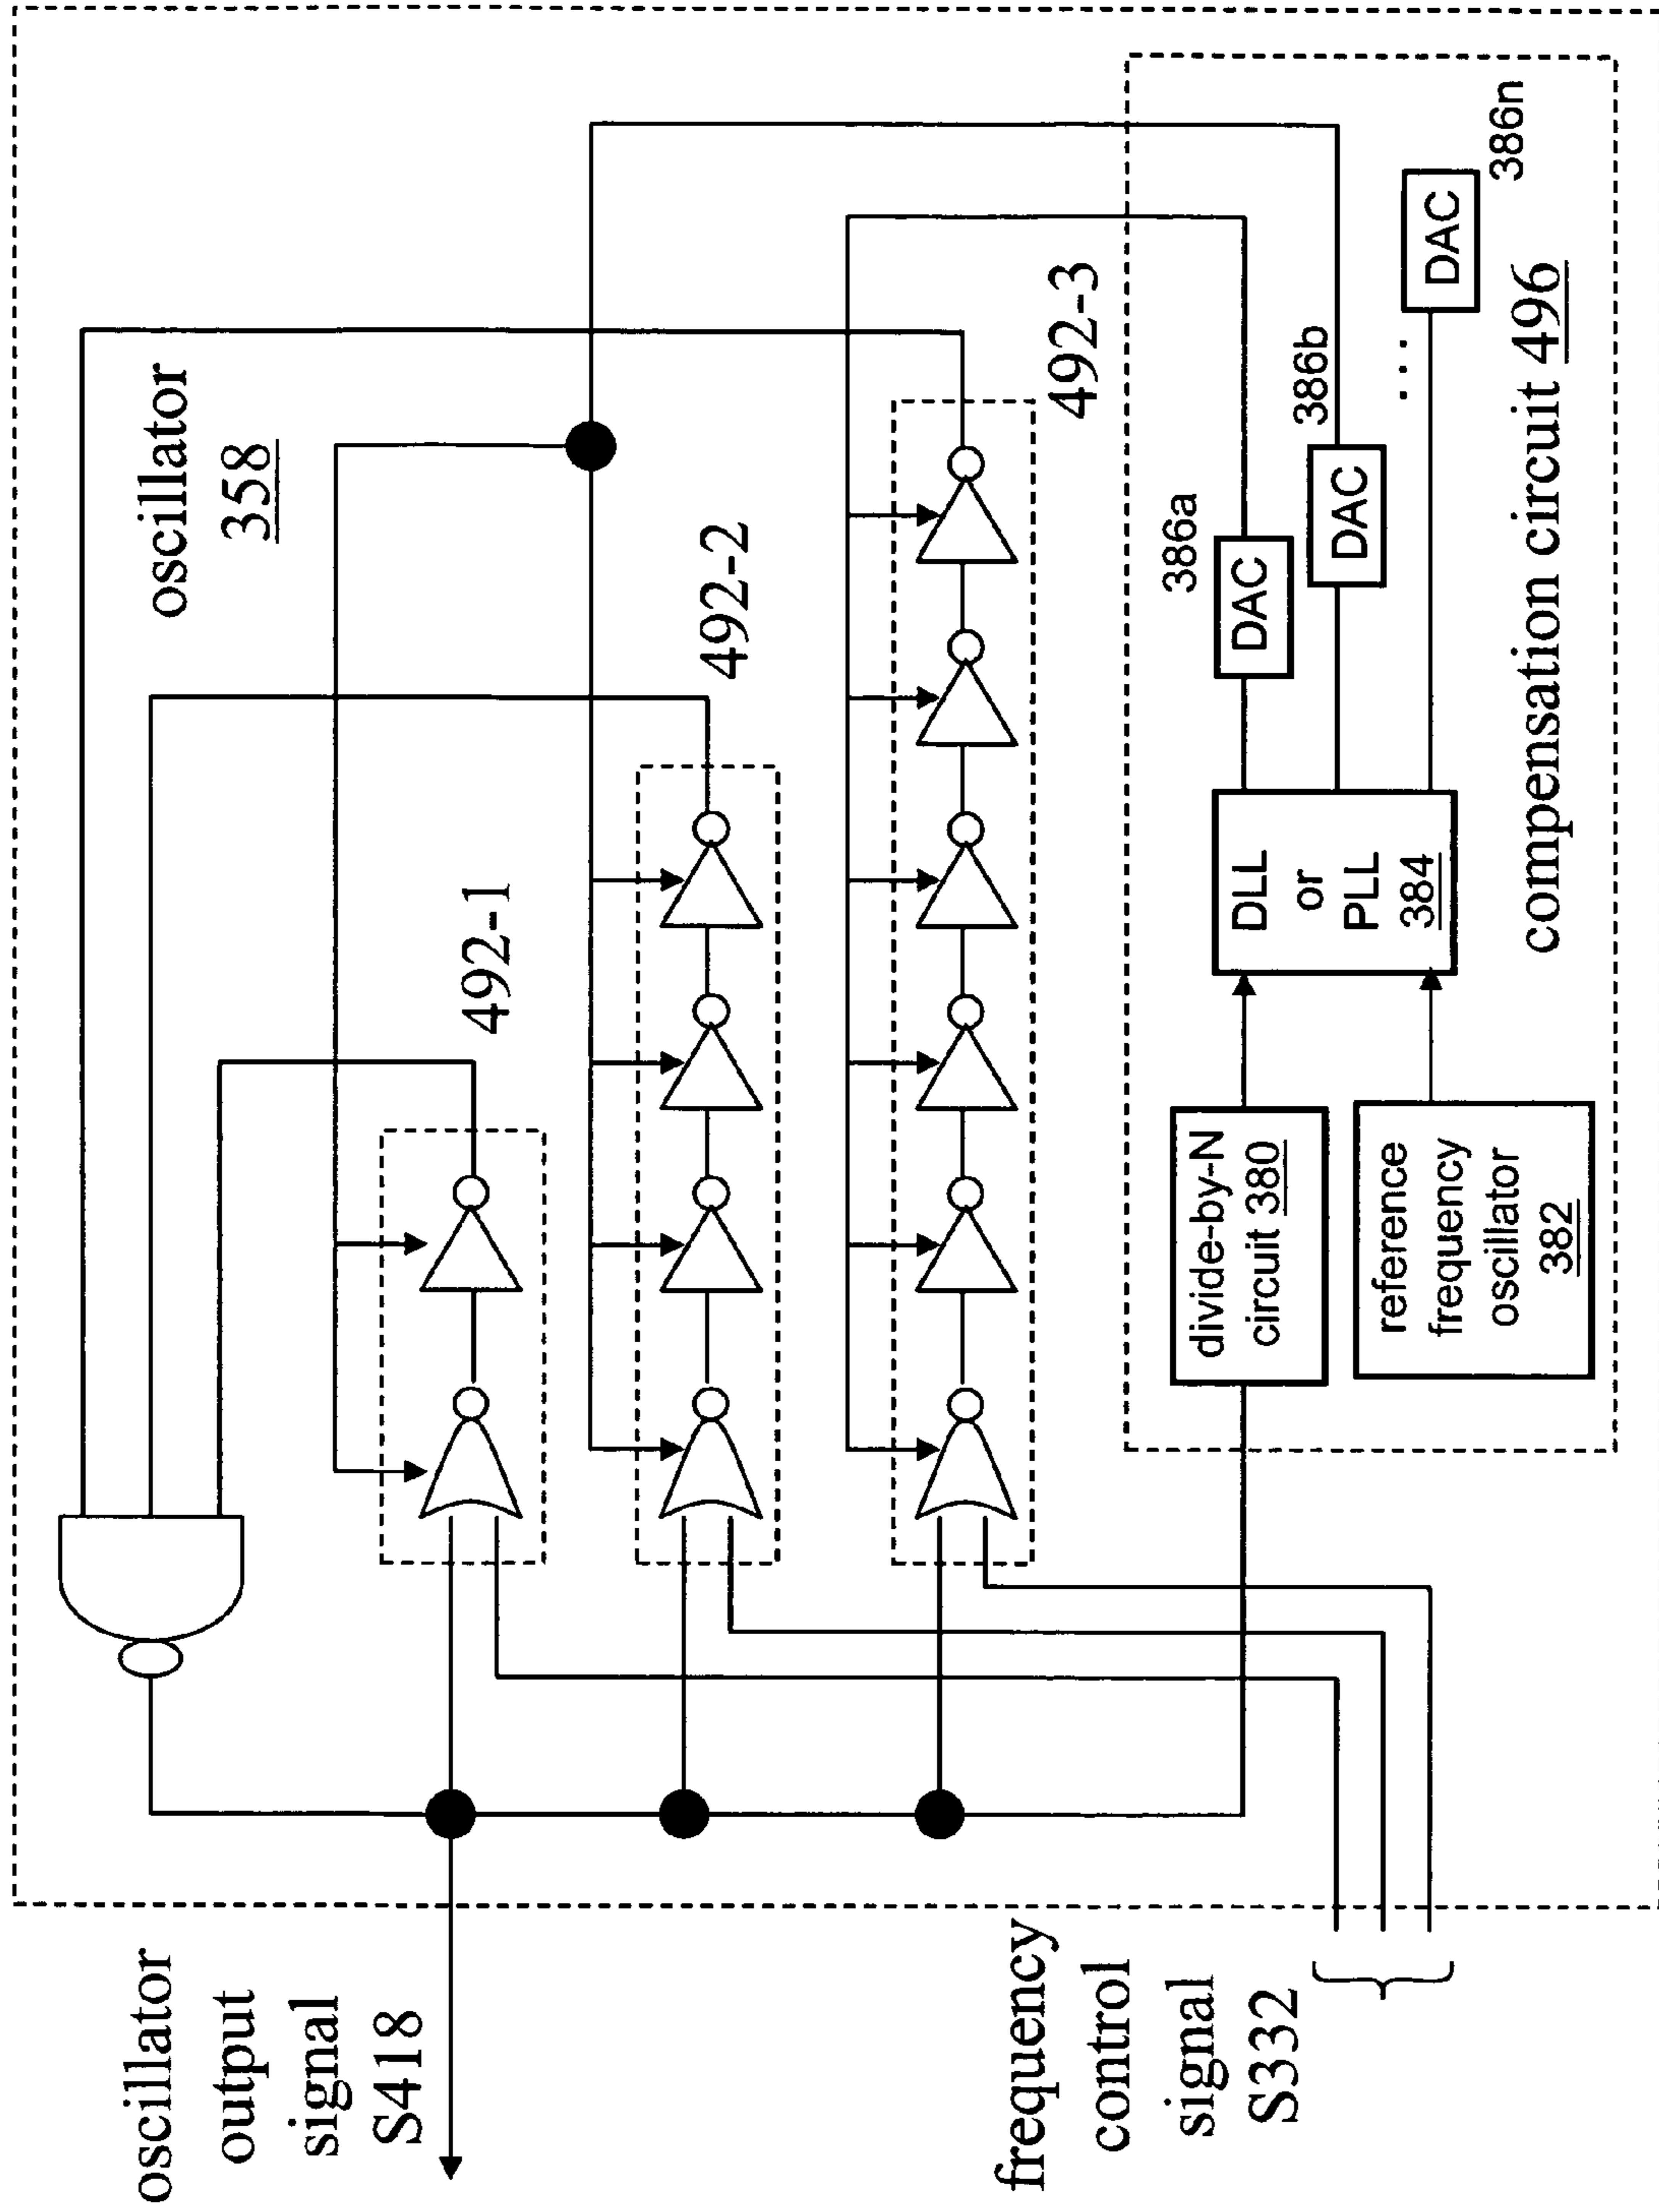 oscillator
output
signal
S418
frequency
control
signal
S332
oscillator
358
492-1
492-2
492-3
divide-by-N
circuit 380
reference
frequency
oscillator
382
DLL
or
PLL
384
386a
DAC
386b
DAC
...
DAC
386n
compensation circuit 496